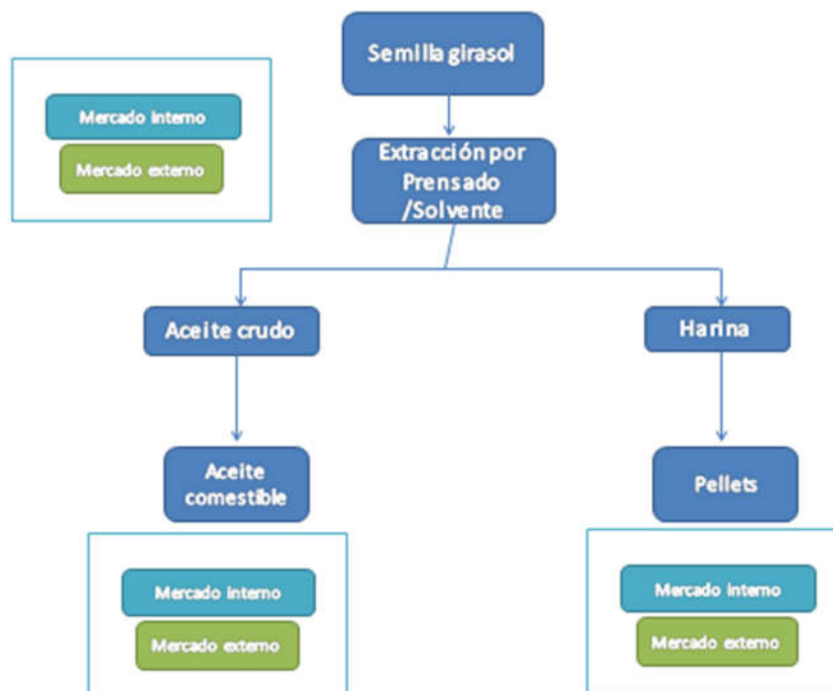 Semilla girasol
Mercado interno
Mercado externo
Extracción por
Prensado
/Solvente
Aceite crudo
Harina
Aceite
comestible
Pellets
Mercado interno
Mercado externo
Mercado interno
Mercado externo